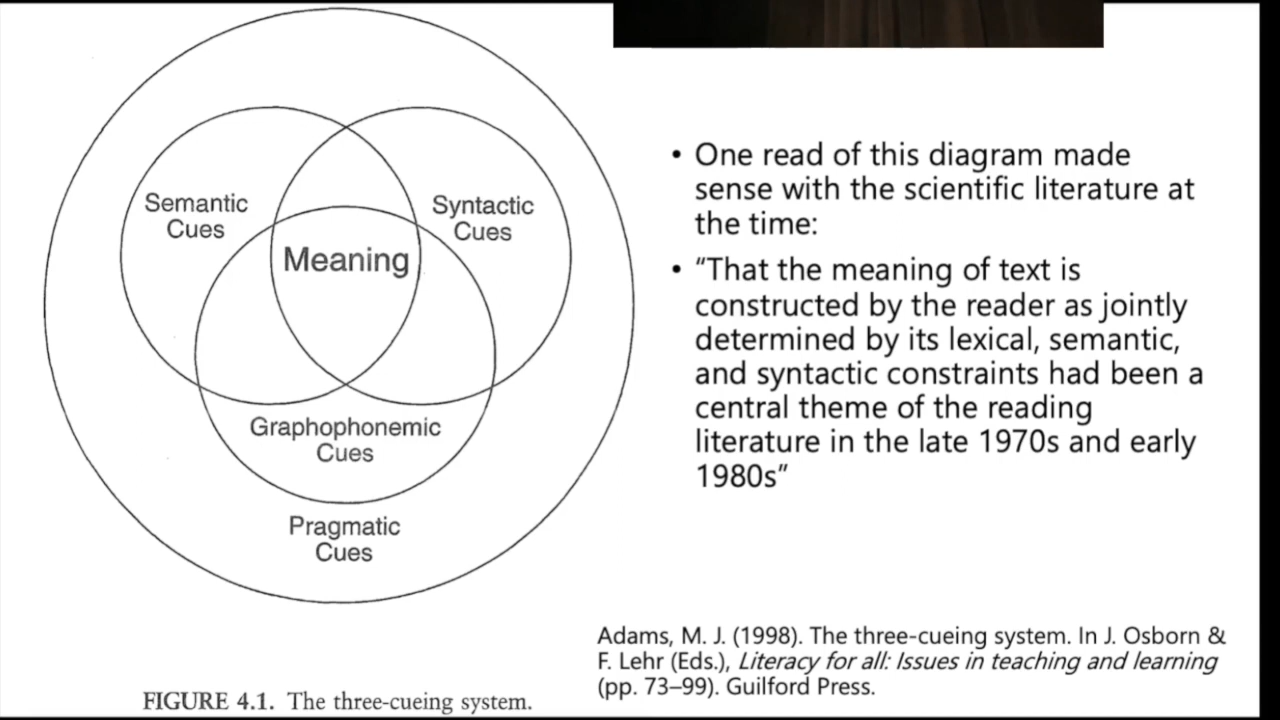 Semantic
Cues
Syntactic
Cues
Meaning
Graphophonemic
Cues
Pragmatic
Cues
FIGURE 4.1. The three-cueing system.
• One read of this diagram made
sense with the scientific literature at
the time:
• “That the meaning of text is
constructed by the reader as jointly
determined by its lexical, semantic,
and syntactic constraints had been a
central theme of the reading
literature in the late 1970s and early
1980s”
Adams, M. J. (1998). The three-cueing system. In J. Osborn &
F. Lehr (Eds.), Literacy for all: Issues in teaching and learning
(pp. 73–99). Guilford Press.